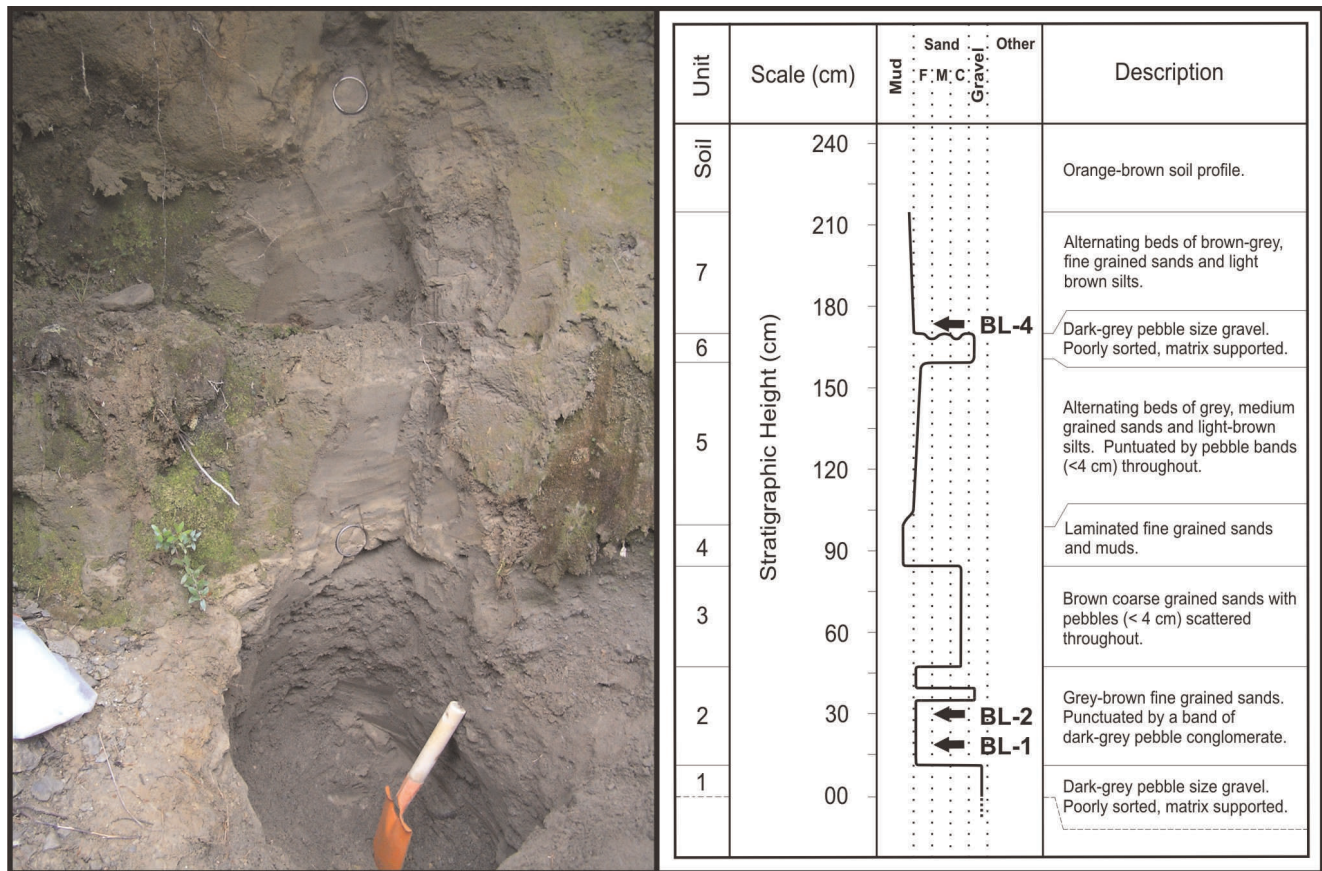 Unit
Scale (cm)
Mud
Sand
F M C
Gravel
Other
Description
Stratigraphic Height (cm)
Soil
240
Orange-brown soil profile.
210
7
Alternating beds of brown-grey,
fine grained sands and light
brown silts.
180
BL-4
6
Dark-grey pebble size gravel.
Poorly sorted, matrix supported.
150
5
Alternating beds of grey, medium
grained sands and light-brown
silts. Puntuated by pebble bands
(<4 cm) throughout.
120
4
90
Laminated fine grained sands
and muds.
3
Brown coarse grained sands with
pebbles (< 4 cm) scattered
throughout.
60
2
30
BL-2
BL-1
Grey-brown fine grained sands.
Punctuated by a band of
dark-grey pebble conglomerate.
1
00
Dark-grey pebble size gravel.
Poorly sorted, matrix supported.